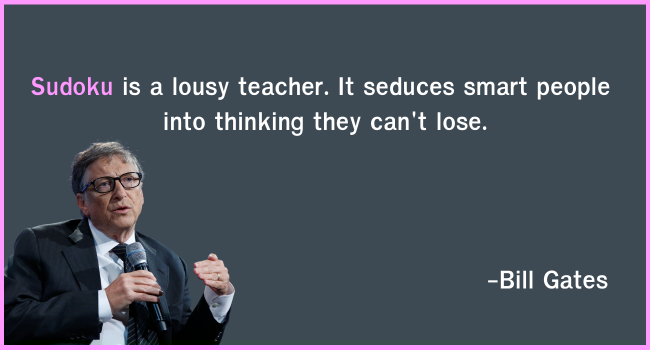 Sudoku is a lousy teacher. It seduces smart people
into thinking they can't lose.
–Bill Gates